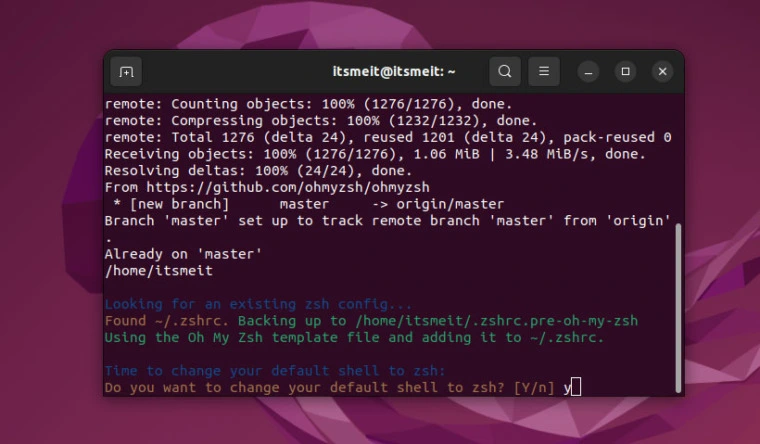 itsmeit@itsmeit: ~
remote: Counting objects: 100% (1276/1276), done.
remote: Compressing objects: 100% (1232/1232), done.
remote: Total 1276 (delta 24), reused 1201 (delta 24), pack-reused 0
Receiving objects: 100% (1276/1276), 1.06 MiB | 3.48 MiB/s, done.
Resolving deltas: 100% (24/24), done.
From https://github.com/ohmyzsh/ohmyzsh
 * [new branch]      master     -> origin/master
Branch 'master' set up to track remote branch 'master' from 'origin'
.
Already on 'master'
/home/itsmeit
Looking for an existing zsh config...
Found ~/.zshrc. Backing up to /home/itsmeit/.zshrc.pre-oh-my-zsh
Using the Oh My Zsh template file and adding it to ~/.zshrc.
Time to change your default shell to zsh:
Do you want to change your default shell to zsh? [Y/n] y